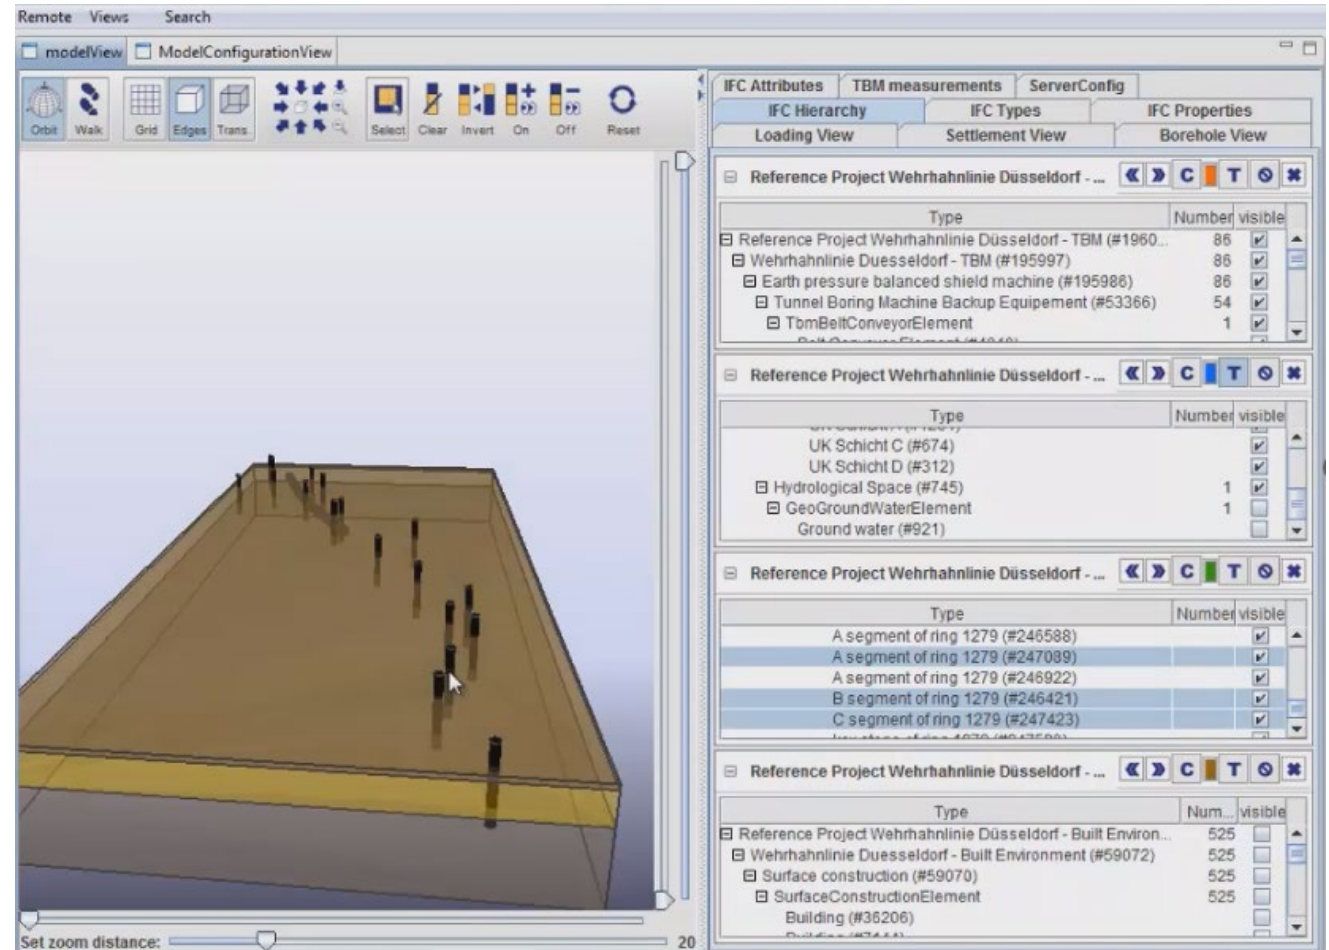 Remote Views Search
modelView ModelConfigurationView
Orbit Walk Grid Edges Trans. Select Clear Invert On Off Reset
IFC Attributes TBM measurements ServerConfig
IFC Hierarchy IFC Types IFC Properties
Loading View Settlement View Borehole View
Reference Project Wehrhahnlinie Düsseldorf - ... C T
Type Number visible
Reference Project Wehrhahnlinie Düsseldorf - TBM (#1960... 86
Wehrhahnlinie Duesseldorf - TBM (#195997) 86
Earth pressure balanced shield machine (#195986) 86
Tunnel Boring Machine Backup Equipement (#53366) 54
TbmBeltConveyorElement 1
Reference Project Wehrhahnlinie Düsseldorf - ... C T
Type Number visible
UK Schicht C (#674)
UK Schicht D (#312)
Hydrological Space (#745) 1
GeoGroundWaterElement 1
Ground water (#921)
Reference Project Wehrhahnlinie Düsseldorf - ... C T
Type Number visible
A segment of ring 1279 (#246588)
A segment of ring 1279 (#247089)
A segment of ring 1279 (#246922)
B segment of ring 1279 (#246421)
C segment of ring 1279 (#247423)
Reference Project Wehrhahnlinie Düsseldorf - ... C T
Type Num... visible
Reference Project Wehrhahnlinie Düsseldorf - Built Environ... 525
Wehrhahnlinie Duesseldorf - Built Environment (#59072) 525
Surface construction (#59070) 525
SurfaceConstructionElement 525
Building (#36206)
Set zoom distance: 20